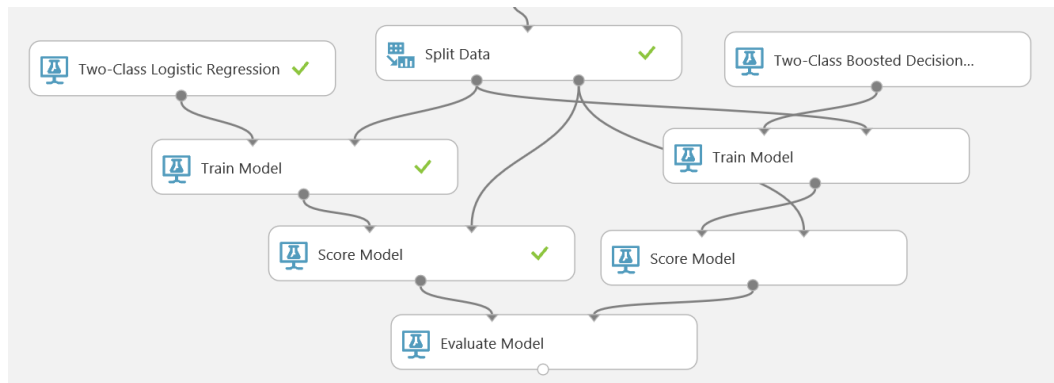 Two-Class Logistic Regression
Split Data
Two-Class Boosted Decision...
Train Model
Train Model
Score Model
Score Model
Evaluate Model